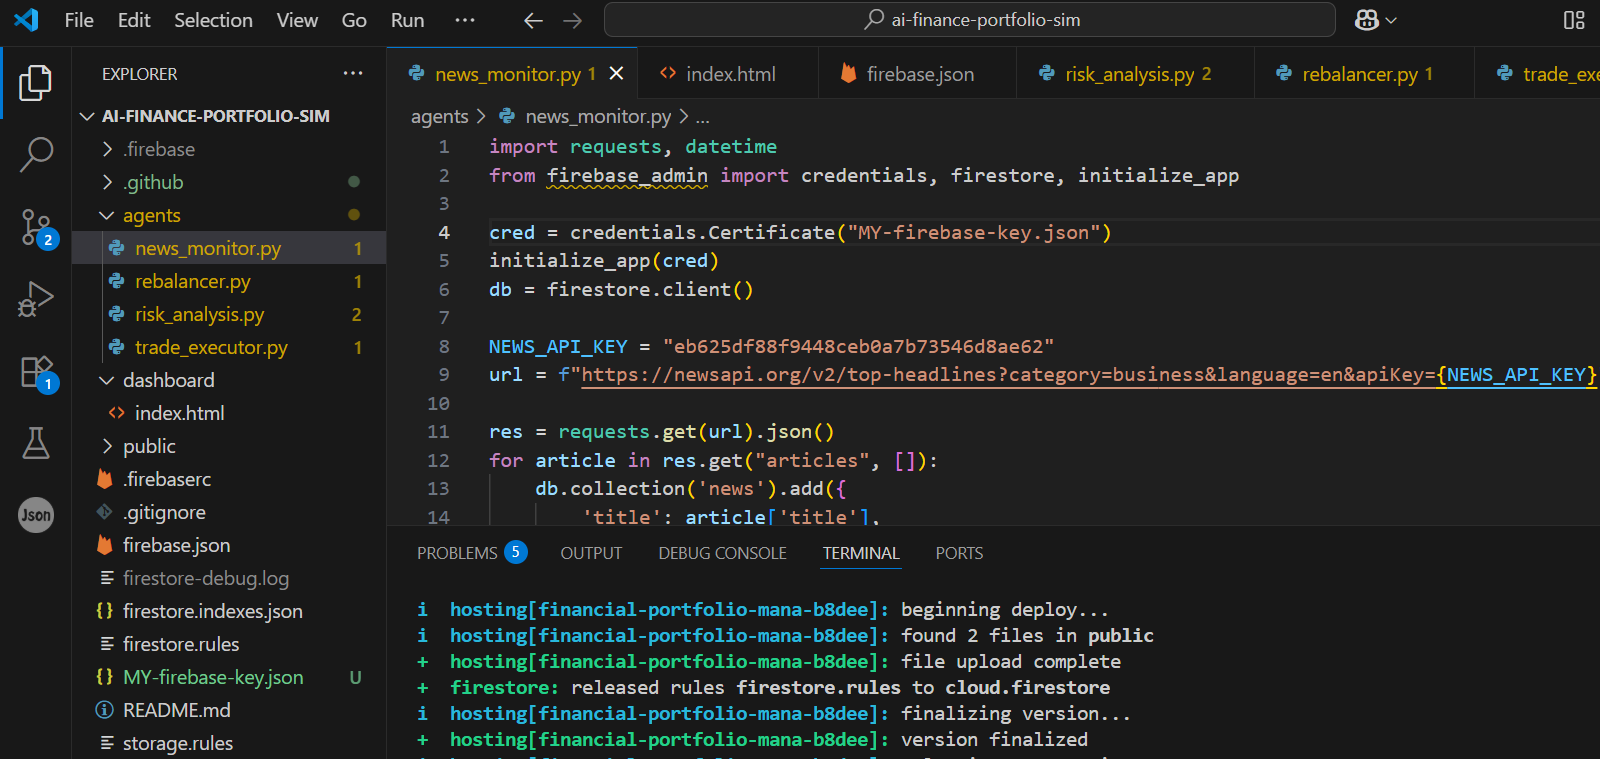 File Edit Selection View Go Run ··· ← → ai-finance-portfolio-sim
EXPLORER ···
AI-FINANCE-PORTFOLIO-SIM
.firebase
.github
agents
news_monitor.py 1
rebalancer.py 1
risk_analysis.py 2
trade_executor.py 1
dashboard
index.html
public
.firebaserc
.gitignore
firebase.json
firestore-debug.log
firestore.indexes.json
firestore.rules
MY-firebase-key.json U
README.md
storage.rules
2
1
Json
news_monitor.py 1 index.html firebase.json risk_analysis.py 2 rebalancer.py 1 trade_exe
agents > news_monitor.py > ...
1 import requests, datetime
2 from firebase_admin import credentials, firestore, initialize_app
3
4 cred = credentials.Certificate("MY-firebase-key.json")
5 initialize_app(cred)
6 db = firestore.client()
7
8 NEWS_API_KEY = "eb625df88f9448ceb0a7b73546d8ae62"
9 url = f"https://newsapi.org/v2/top-headlines?category=business&language=en&apiKey={NEWS_API_KEY}
10
11 res = requests.get(url).json()
12 for article in res.get("articles", []):
13 db.collection('news').add({
14 'title': article['title'],
PROBLEMS 5 OUTPUT DEBUG CONSOLE TERMINAL PORTS
i hosting[financial-portfolio-mana-b8dee]: beginning deploy...
i hosting[financial-portfolio-mana-b8dee]: found 2 files in public
+ hosting[financial-portfolio-mana-b8dee]: file upload complete
+ firestore: released rules firestore.rules to cloud.firestore
i hosting[financial-portfolio-mana-b8dee]: finalizing version...
+ hosting[financial-portfolio-mana-b8dee]: version finalized